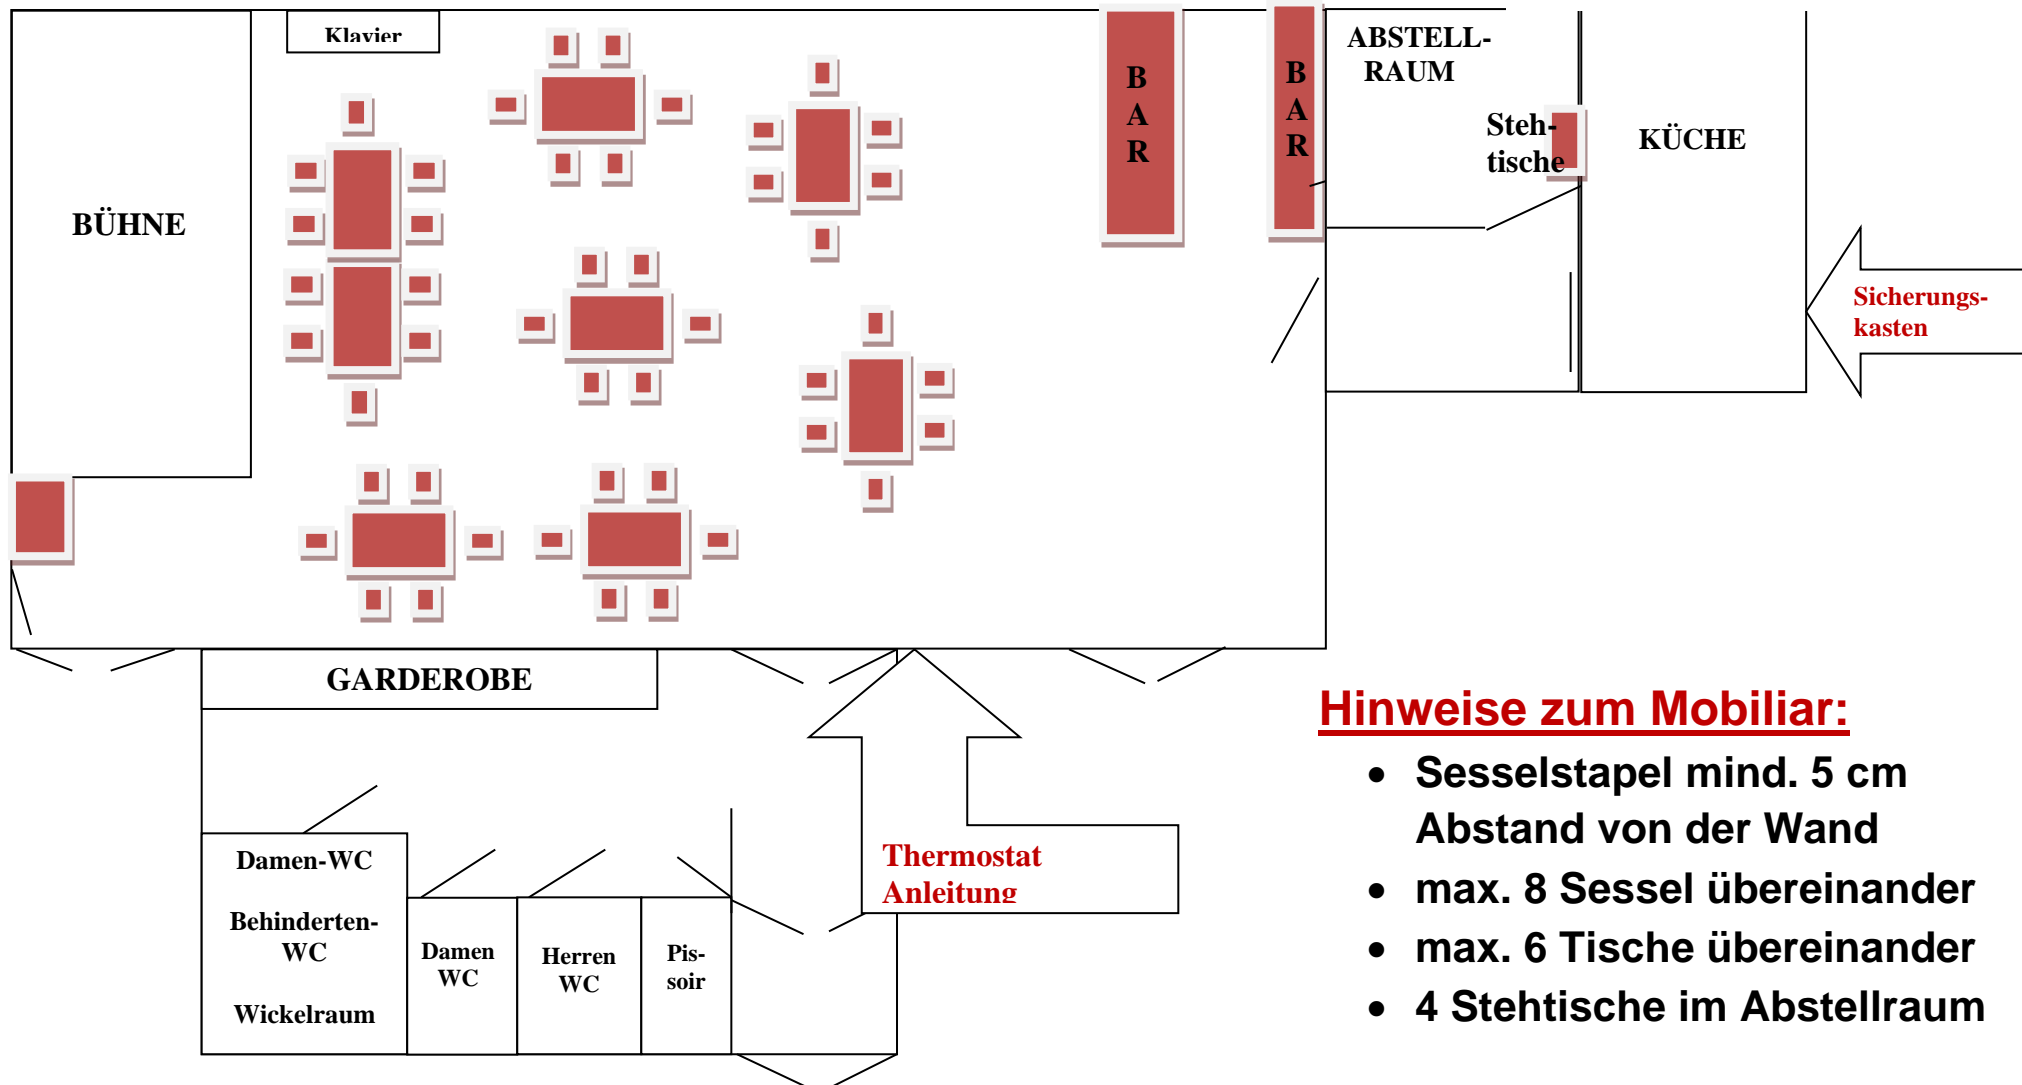 Klavier
B
A
R
B
A
R
ABSTELL-
RAUM
Steh-
tische
KÜCHE
BÜHNE
Sicherungs-
kasten
GARDEROBE
Hinweise zum Mobiliar:
• Sesselstapel mind. 5 cm
Abstand von der Wand
• max. 8 Sessel übereinander
• max. 6 Tische übereinander
• 4 Stehtische im Abstellraum
Thermostat
Anleitung
Damen-WC
Behinderten-
WC
Wickelraum
Damen
WC
Herren
WC
Pis-
soir